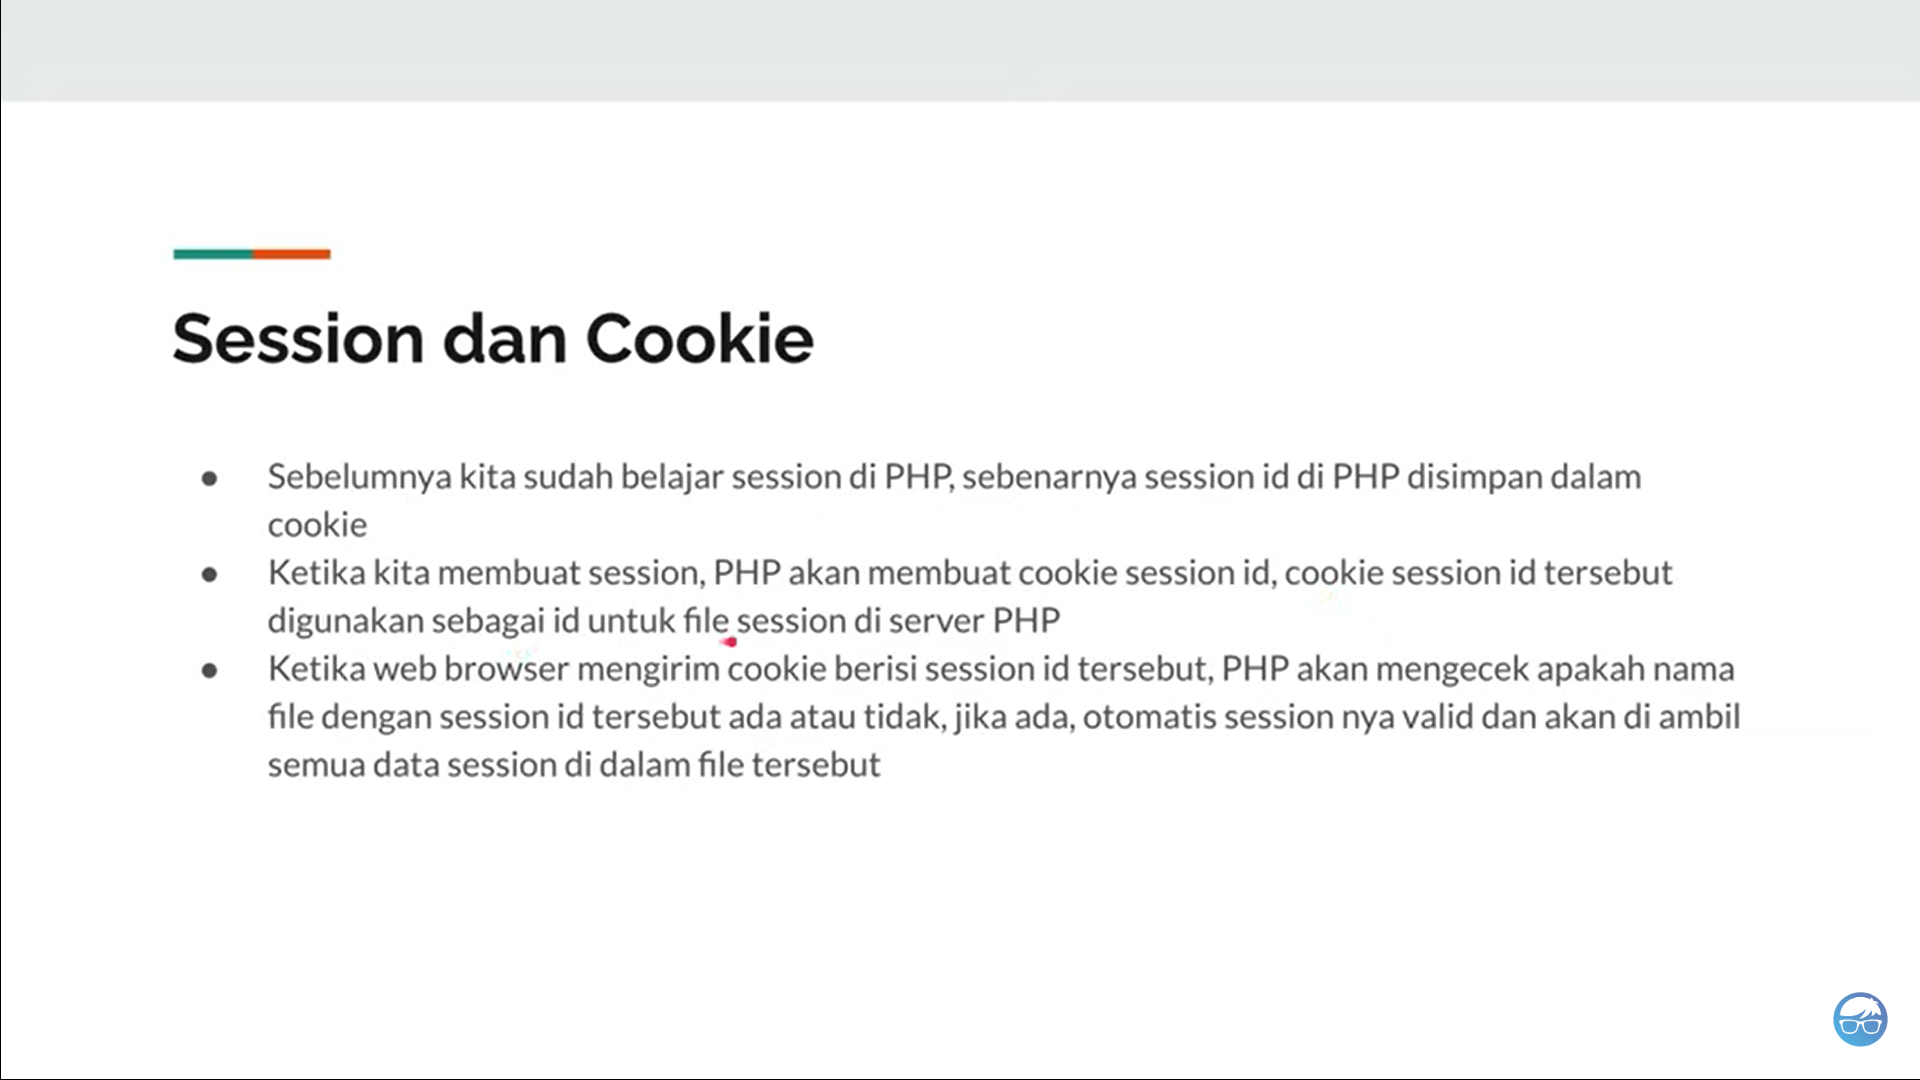 Session dan Cookie
● Sebelumnya kita sudah belajar session di PHP, sebenarnya session id di PHP disimpan dalam
cookie
● Ketika kita membuat session, PHP akan membuat cookie session id, cookie session id tersebut
digunakan sebagai id untuk file session di server PHP
● Ketika web browser mengirim cookie berisi session id tersebut, PHP akan mengecek apakah nama
file dengan session id tersebut ada atau tidak, jika ada, otomatis session nya valid dan akan di ambil
semua data session di dalam file tersebut